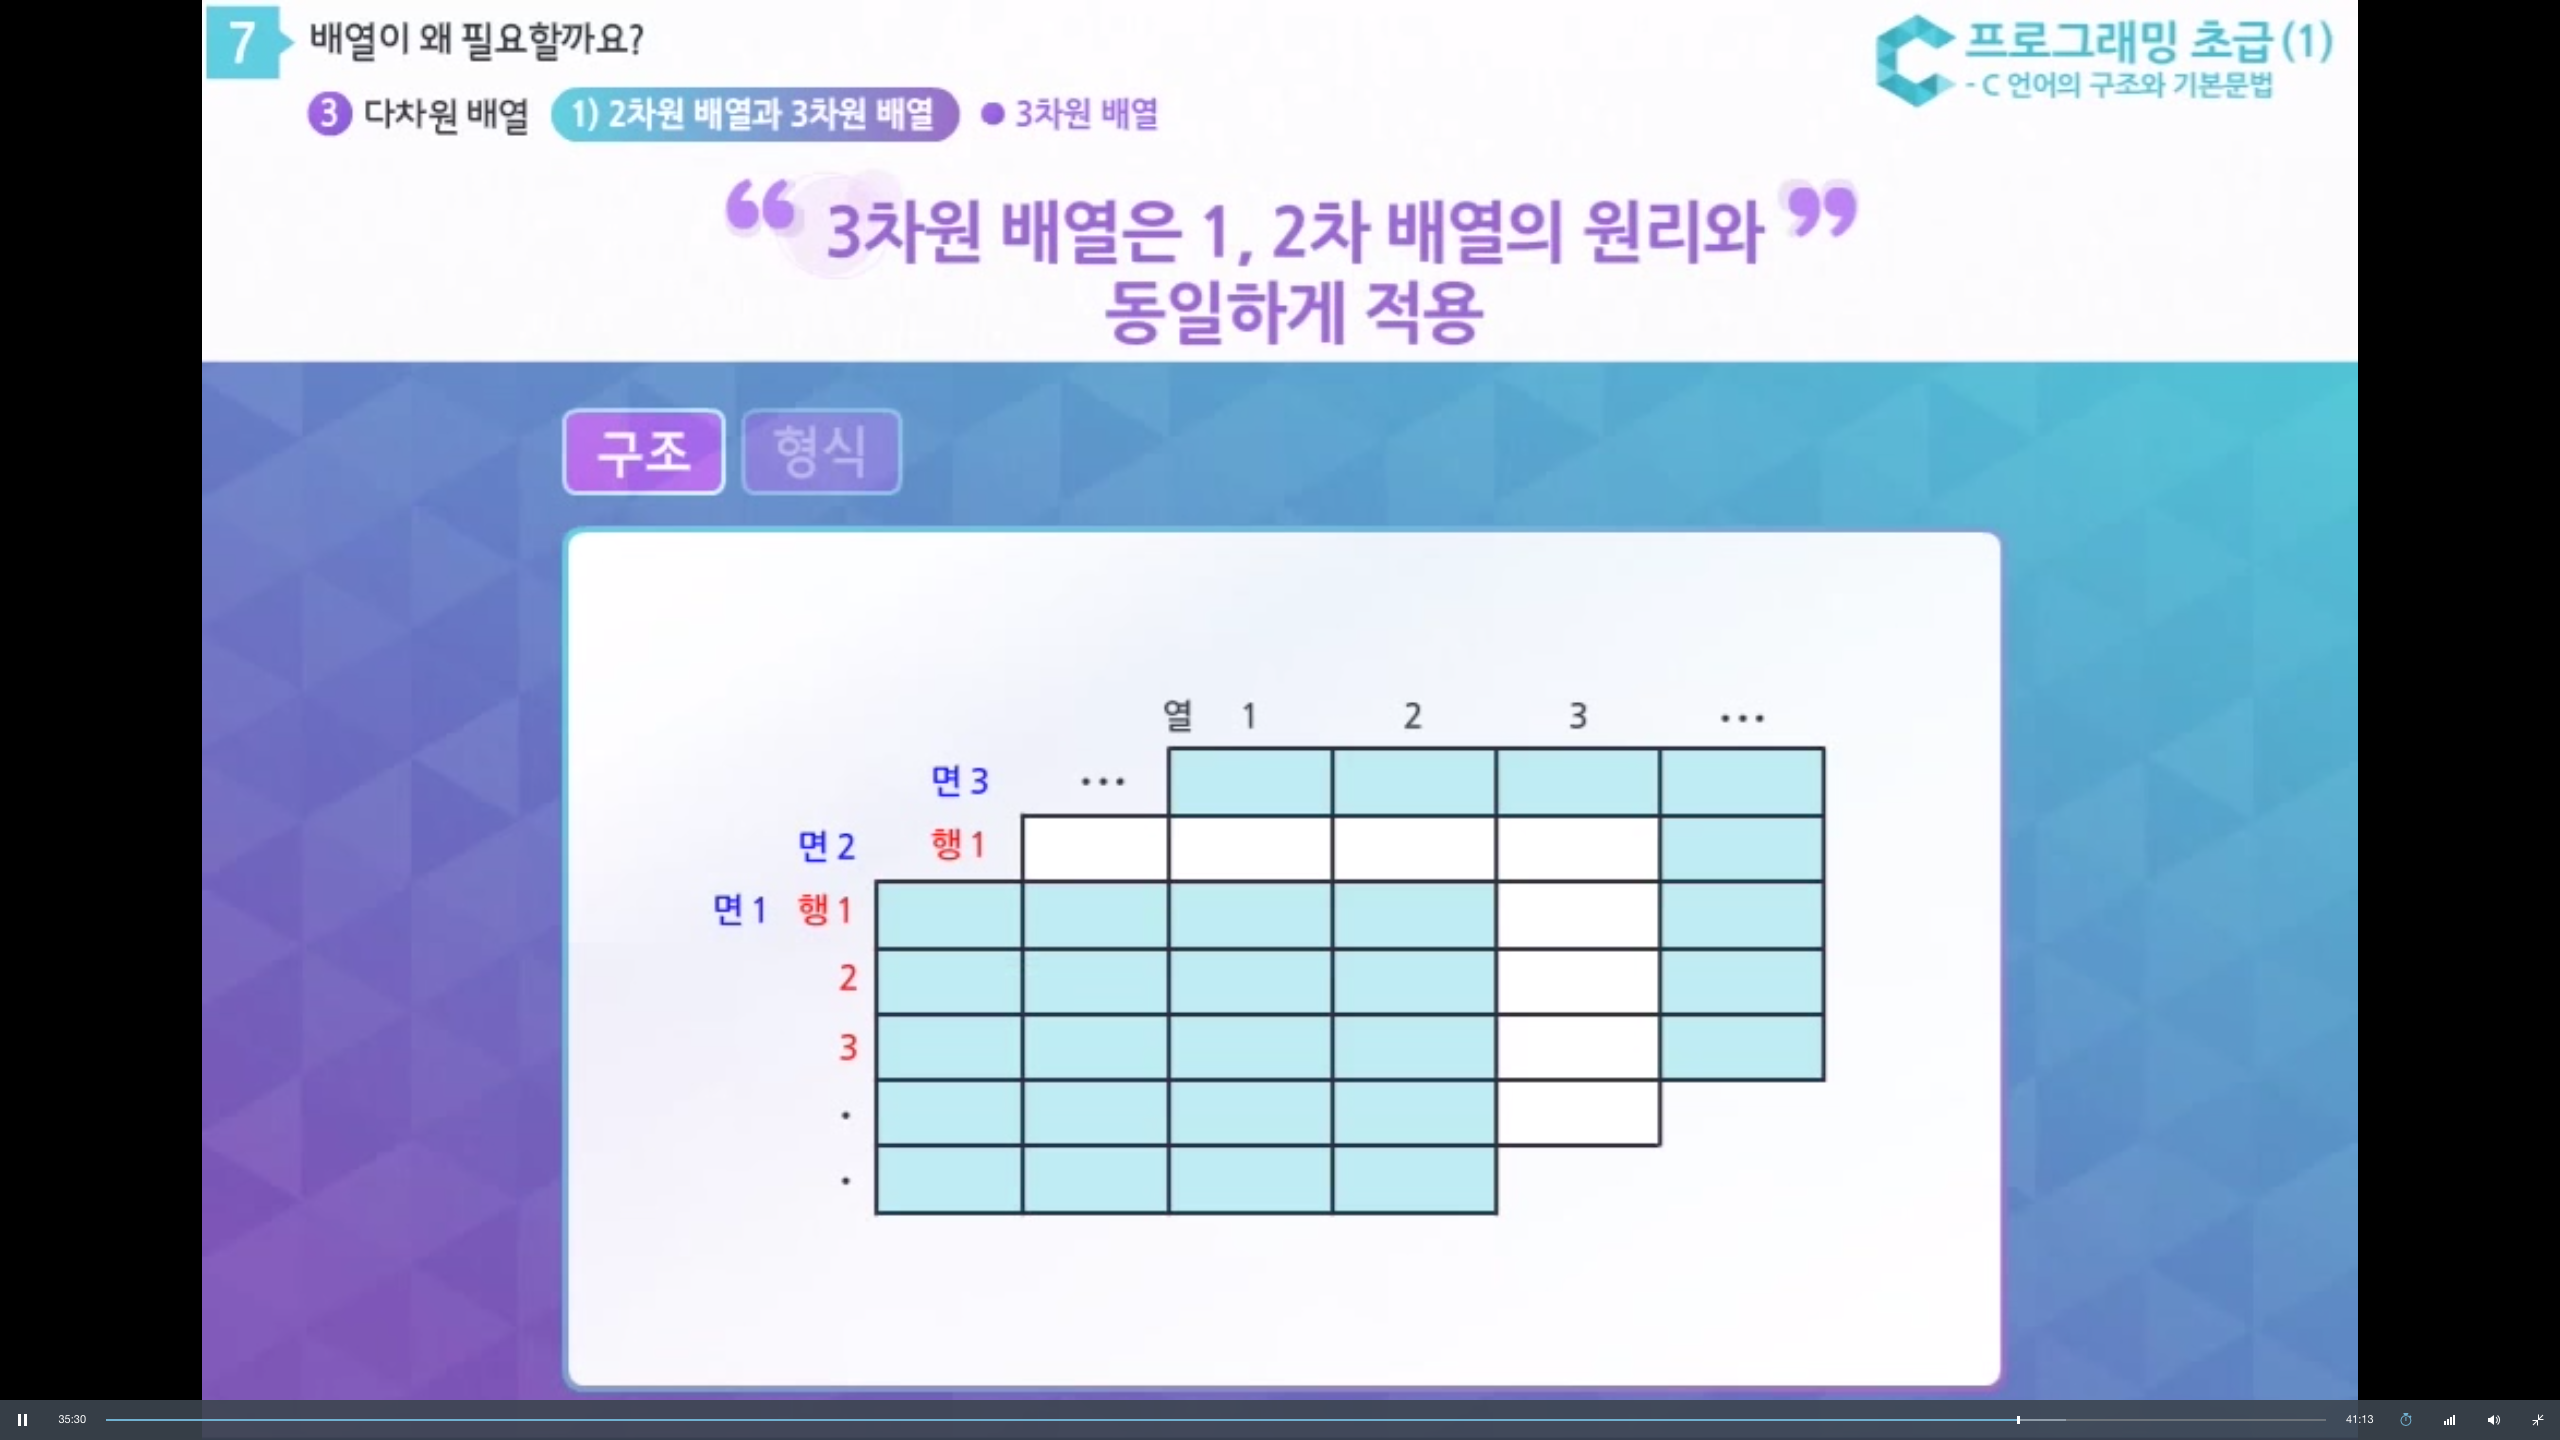 7 배열이 왜 필요할까요?
프로그래밍 초급(1)
- C 언어의 구조와 기본문법
3 다차원 배열 1) 2차원 배열과 3차원 배열 ● 3차원 배열
“ 3차원 배열은 1, 2차 배열의 원리와 ”
동일하게 적용
구조 형식
열 1 2 3 ...
면 3 ...
면 2 행 1
면 1 행 1
2
3
.
.
35:30 41:13